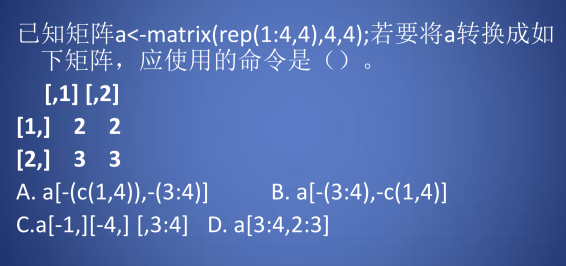 已知矩阵a<-matrix(rep(1:4,4),4,4);若要将a转换成如
下矩阵，应使用的命令是（）。
[,1] [,2]
[1,] 2 2
[2,] 3 3
A. a[-(c(1,4)),-(3:4)] B. a[-(3:4),-c(1,4)]
C.a[-1,][-4,] [,3:4] D. a[3:4,2:3]